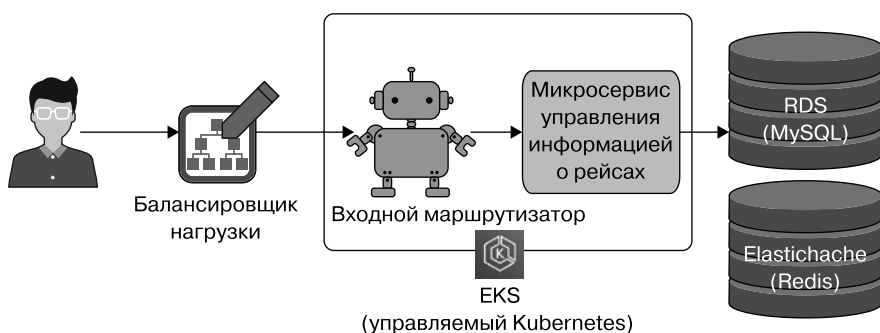 Балансировщик
нагрузки
Входной маршрутизатор
Микросервис
управления
информацией
о рейсах
K
EKS
(управляемый Kubernetes)
RDS
(MySQL)
Elastichache
(Redis)